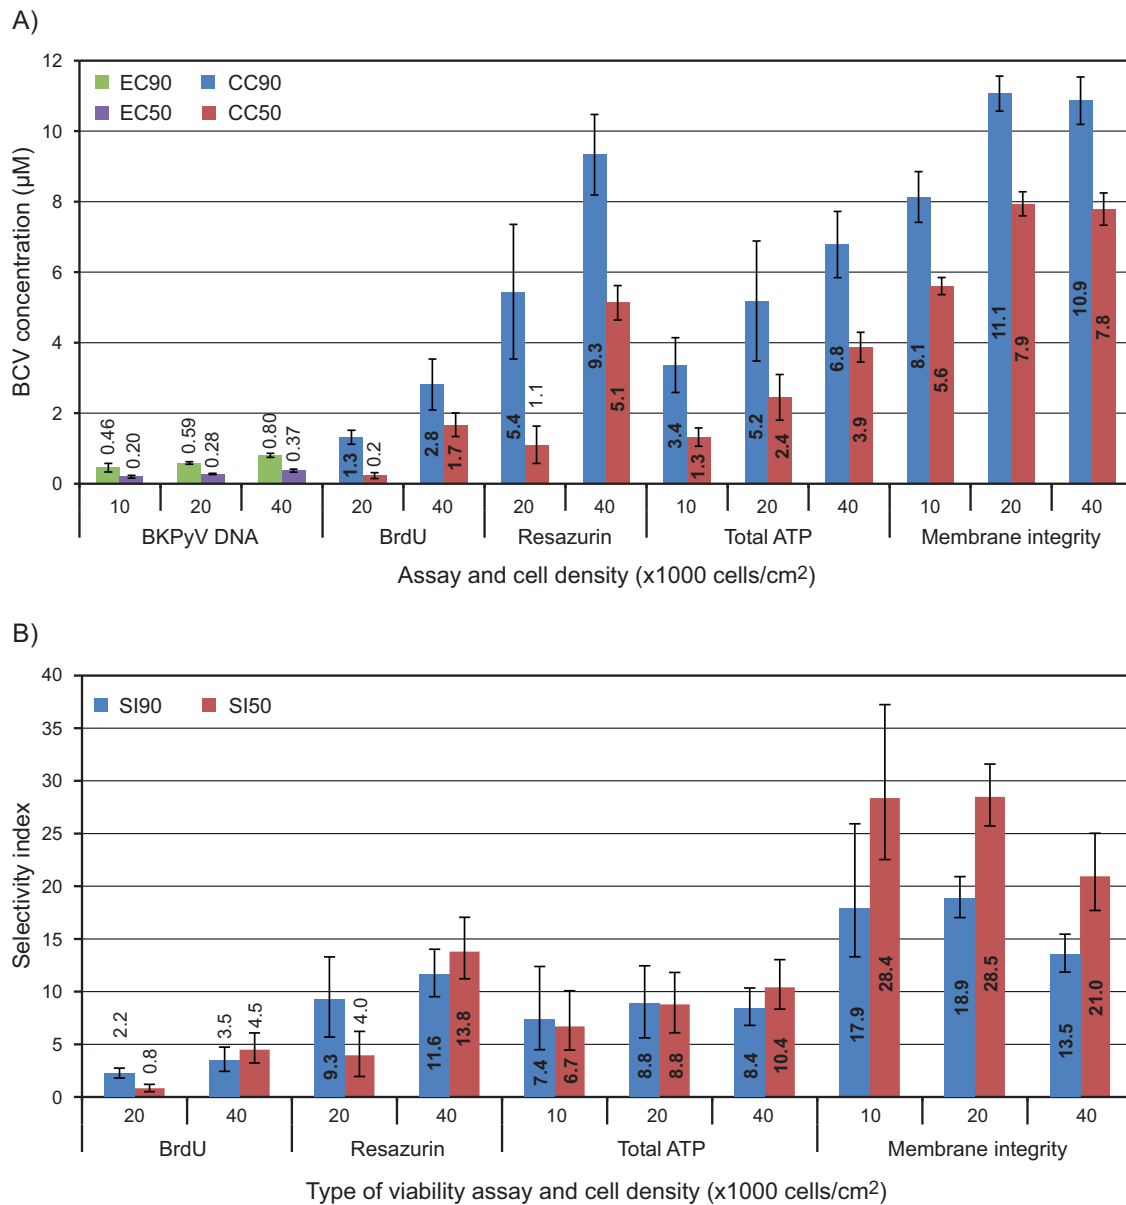 A)
12
10
8
6
4
2
0
BCV concentration (µM)
EC90 CC90
EC50 CC50
0.46 0.20 0.59 0.28 0.80 0.37 1.3 0.2 2.8 1.7 5.4 1.1 9.3 5.1 3.4 1.3 5.2 2.4 6.8 3.9 8.1 5.6 11.1 7.9 10.9 7.8
10 20 40 20 40 20 40 10 20 40 10 20 40
BKPyV DNA BrdU Resazurin Total ATP Membrane integrity
Assay and cell density (x1000 cells/cm2)
B)
40
35
30
25
20
15
10
5
0
Selectivity index
SI90 SI50
2.2 0.8 3.5 4.5 9.3 4.0 11.6 13.8 7.4 6.7 8.8 8.8 8.4 10.4 17.9 28.4 18.9 28.5 13.5 21.0
20 40 20 40 10 20 40 10 20 40
BrdU Resazurin Total ATP Membrane integrity
Type of viability assay and cell density (x1000 cells/cm2)